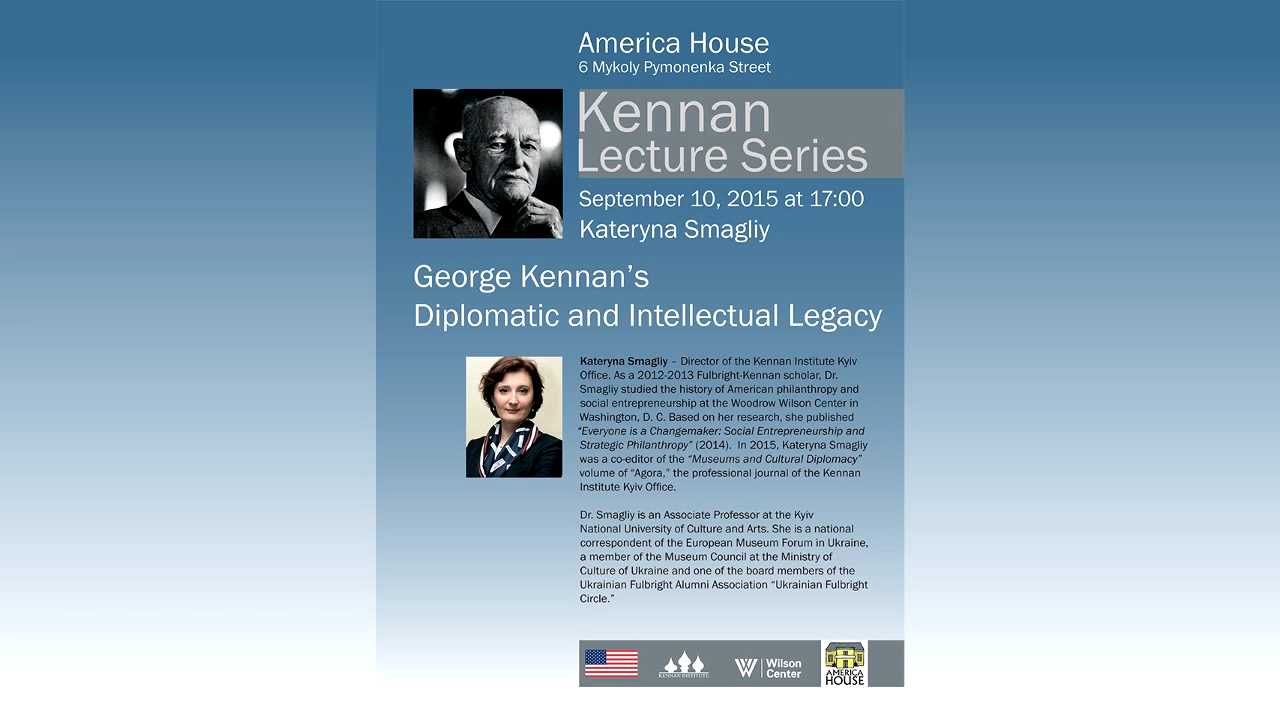 America House
6 Mykoly Pymonenka Street
Kennan
Lecture Series
September 10, 2015 at 17:00
Kateryna Smagliy
George Kennan’s
Diplomatic and Intellectual Legacy
Kateryna Smagliy – Director of the Kennan Institute Kyiv
Office. As a 2012-2013 Fulbright-Kennan scholar, Dr.
Smagliy studied the history of American philanthropy and
social entrepreneurship at the Woodrow Wilson Center in
Washington, D. C. Based on her research, she published
“Everyone is a Changemaker: Social Entrepreneurship and
Strategic Philanthropy” (2014). In 2015, Kateryna Smagliy
was a co-editor of the “Museums and Cultural Diplomacy”
volume of “Agora,” the professional journal of the Kennan
Institute Kyiv Office.
Dr. Smagliy is an Associate Professor at the Kyiv
National University of Culture and Arts. She is a national
correspondent of the European Museum Forum in Ukraine,
a member of the Museum Council at the Ministry of
Culture of Ukraine and one of the board members of the
Ukrainian Fulbright Alumni Association “Ukrainian Fulbright
Circle.”
KENNAN INSTITUTE
W Wilson
Center
AMERICA
HOUSE